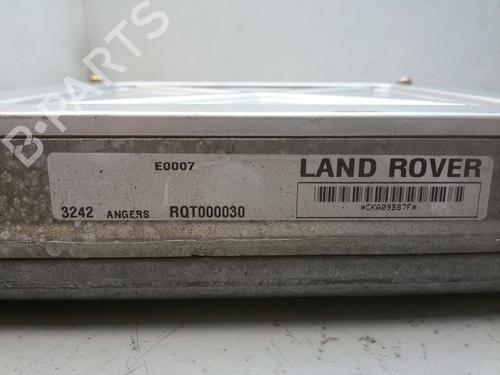 B-PARTS
E0007
LAND ROVER
*CKA09B87F*
3242 ANGERS RQT000030